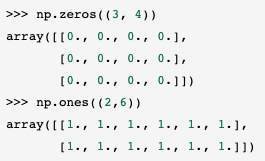 >>> np.zeros((3, 4))
array([[0., 0., 0., 0.],
       [0., 0., 0., 0.],
       [0., 0., 0., 0.]])
>>> np.ones((2,6))
array([[1., 1., 1., 1., 1., 1.],
       [1., 1., 1., 1., 1., 1.]])